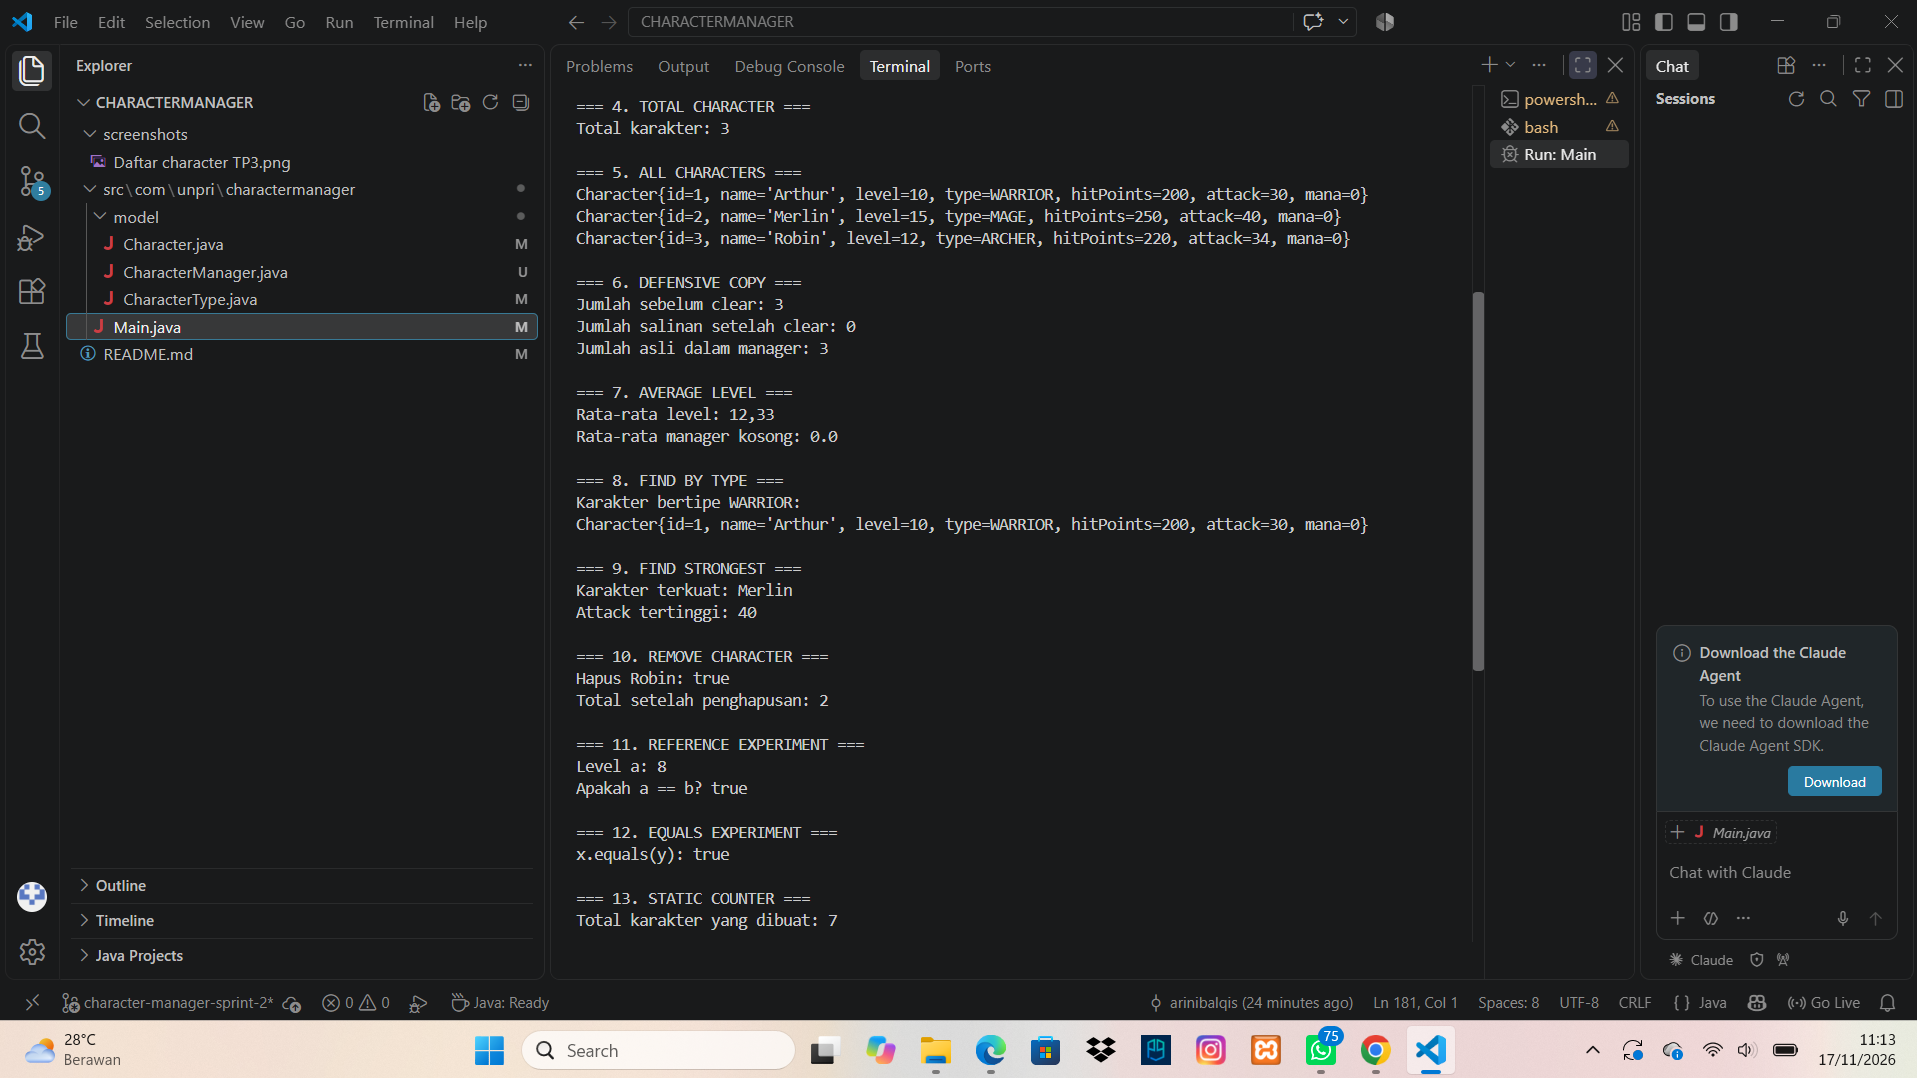 File Edit Selection View Go Run Terminal Help
CHARACTERMANAGER
Explorer
CHARACTERMANAGER
screenshots
Daftar character TP3.png
src\com\unpri\charactermanager
model
Character.java M
CharacterManager.java U
CharacterType.java M
Main.java M
README.md M
5
Outline
Timeline
Java Projects
Problems Output Debug Console Terminal Ports
=== 4. TOTAL CHARACTER ===
Total karakter: 3
=== 5. ALL CHARACTERS ===
Character{id=1, name='Arthur', level=10, type=WARRIOR, hitPoints=200, attack=30, mana=0}
Character{id=2, name='Merlin', level=15, type=MAGE, hitPoints=250, attack=40, mana=0}
Character{id=3, name='Robin', level=12, type=ARCHER, hitPoints=220, attack=34, mana=0}
=== 6. DEFENSIVE COPY ===
Jumlah sebelum clear: 3
Jumlah salinan setelah clear: 0
Jumlah asli dalam manager: 3
=== 7. AVERAGE LEVEL ===
Rata-rata level: 12,33
Rata-rata manager kosong: 0.0
=== 8. FIND BY TYPE ===
Karakter bertipe WARRIOR:
Character{id=1, name='Arthur', level=10, type=WARRIOR, hitPoints=200, attack=30, mana=0}
=== 9. FIND STRONGEST ===
Karakter terkuat: Merlin
Attack tertinggi: 40
=== 10. REMOVE CHARACTER ===
Hapus Robin: true
Total setelah penghapusan: 2
=== 11. REFERENCE EXPERIMENT ===
Level a: 8
Apakah a == b? true
=== 12. EQUALS EXPERIMENT ===
x.equals(y): true
=== 13. STATIC COUNTER ===
Total karakter yang dibuat: 7
powersh...
bash
Run: Main
Chat
Sessions
Download the Claude
Agent
To use the Claude Agent,
we need to download the
Claude Agent SDK.
Download
Main.java
Chat with Claude
Claude
character-manager-sprint-2* 0 0 Java: Ready
arinibalqis (24 minutes ago) Ln 181, Col 1 Spaces: 8 UTF-8 CRLF { } Java Go Live
28°C
Berawan
Search
75
11:13
17/11/2026